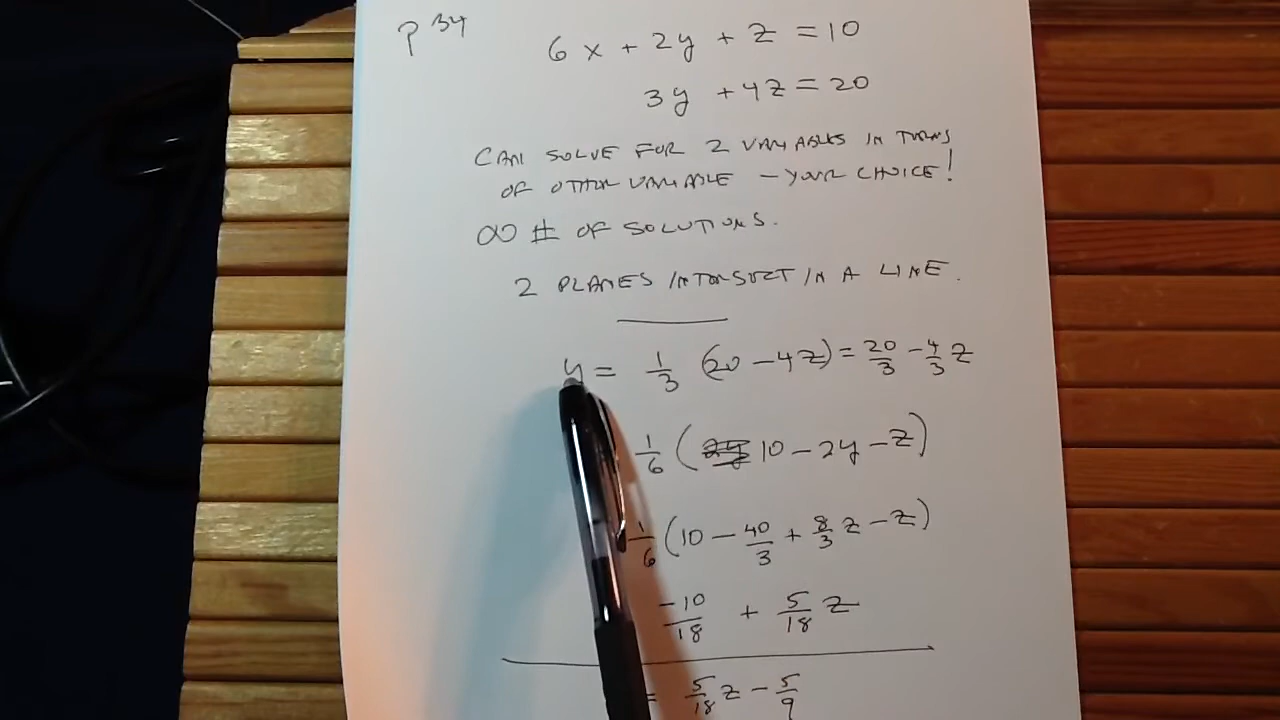 P 34
6x + 2y + z = 10
3y + 4z = 20
CAN SOLVE FOR 2 VARIABLES IN TERMS
OF OTHER VARIABLE - YOUR CHOICE!
∞ # OF SOLUTIONS.
2 PLANES INTERSECT IN A LINE.
y = 1/3 (20 - 4z) = 20/3 - 4/3 z
1/6 (10 - 2y - z)
1/6 (10 - 40/3 + 8/3 z - z)
-10/18 + 5/18 z
= 5/18 z - 5/9